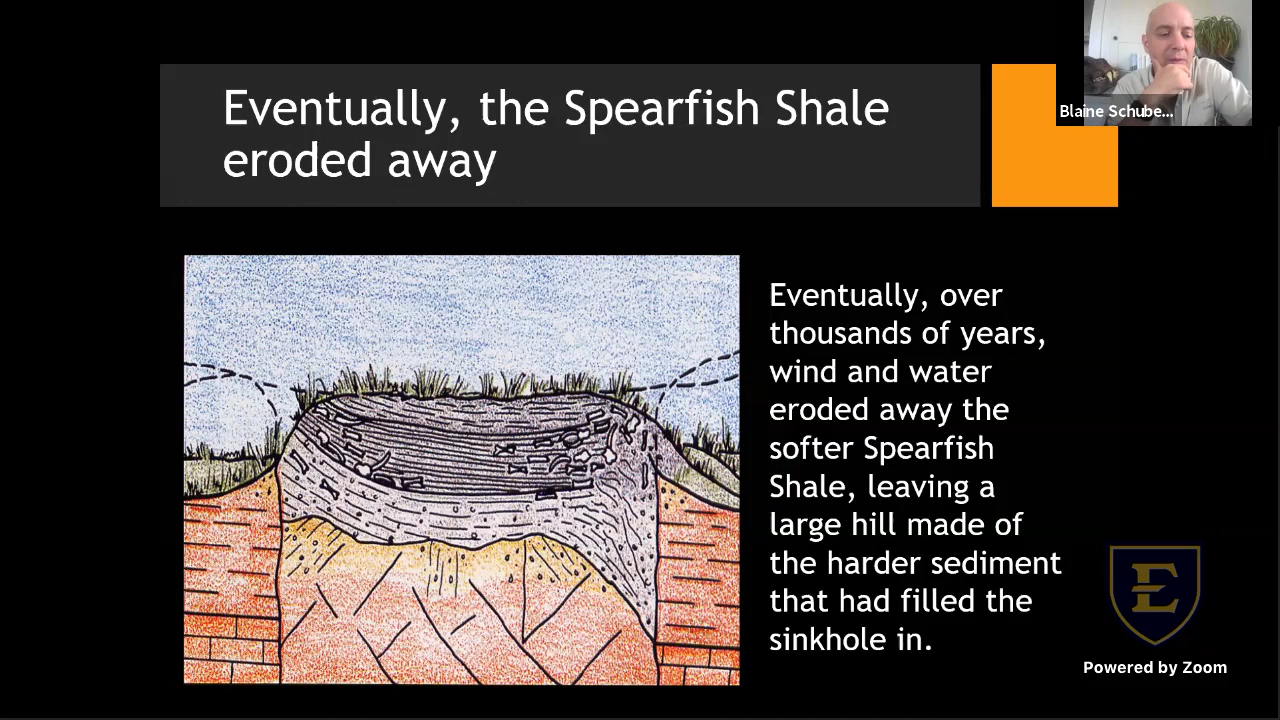 Blaine Schube...
Eventually, the Spearfish Shale
eroded away
Eventually, over
thousands of years,
wind and water
eroded away the
softer Spearfish
Shale, leaving a
large hill made of
the harder sediment
that had filled the
sinkhole in.
E
Powered by Zoom